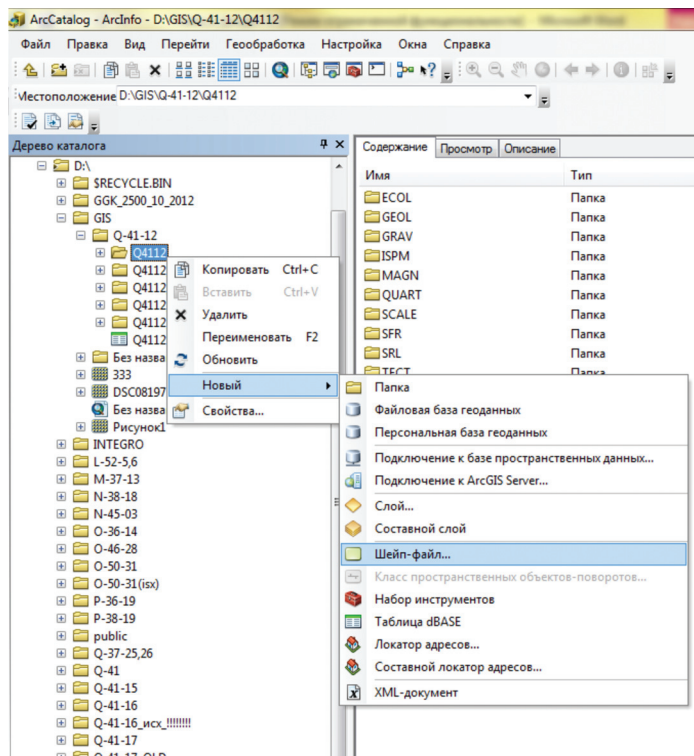 ArcCatalog - ArcInfo - D:\GIS\Q-41-12\Q4112
Файл Правка Вид Перейти Геообработка Настройка Окна Справка
Местоположение D:\GIS\Q-41-12\Q4112
Дерево каталога
D:\
$RECYCLE.BIN
GGK_2500_10_2012
GIS
Q-41-12
Q4112
Q4112
Q4112
Q4112
Q4112
Q4112
Без назва
333
DSC08197
Без назва
Рисунок1
INTEGRO
L-52-5,6
M-37-13
N-38-18
N-45-03
O-36-14
O-46-28
O-50-31
O-50-31(isx)
P-36-19
P-38-19
public
Q-37-25,26
Q-41
Q-41-15
Q-41-16
Q-41-16_исх_!!!!!!!!
Q-41-17
Q-41-17_OLD
Содержание Просмотр Описание
Имя Тип
ECOL Папка
GEOL Папка
GRAV Папка
ISPM Папка
MAGN Папка
QUART Папка
SCALE Папка
SFR Папка
SRL Папка
TECT Папка
Копировать Ctrl+C
Вставить Ctrl+V
Удалить
Переименовать F2
Обновить
Новый
Свойства...
Папка
Файловая база геоданных
Персональная база геоданных
Подключение к базе пространственных данных...
Подключение к ArcGIS Server...
Слой...
Составной слой
Шейп-файл...
Класс пространственных объектов-поворотов...
Набор инструментов
Таблица dBASE
Локатор адресов...
Составной локатор адресов...
XML-документ